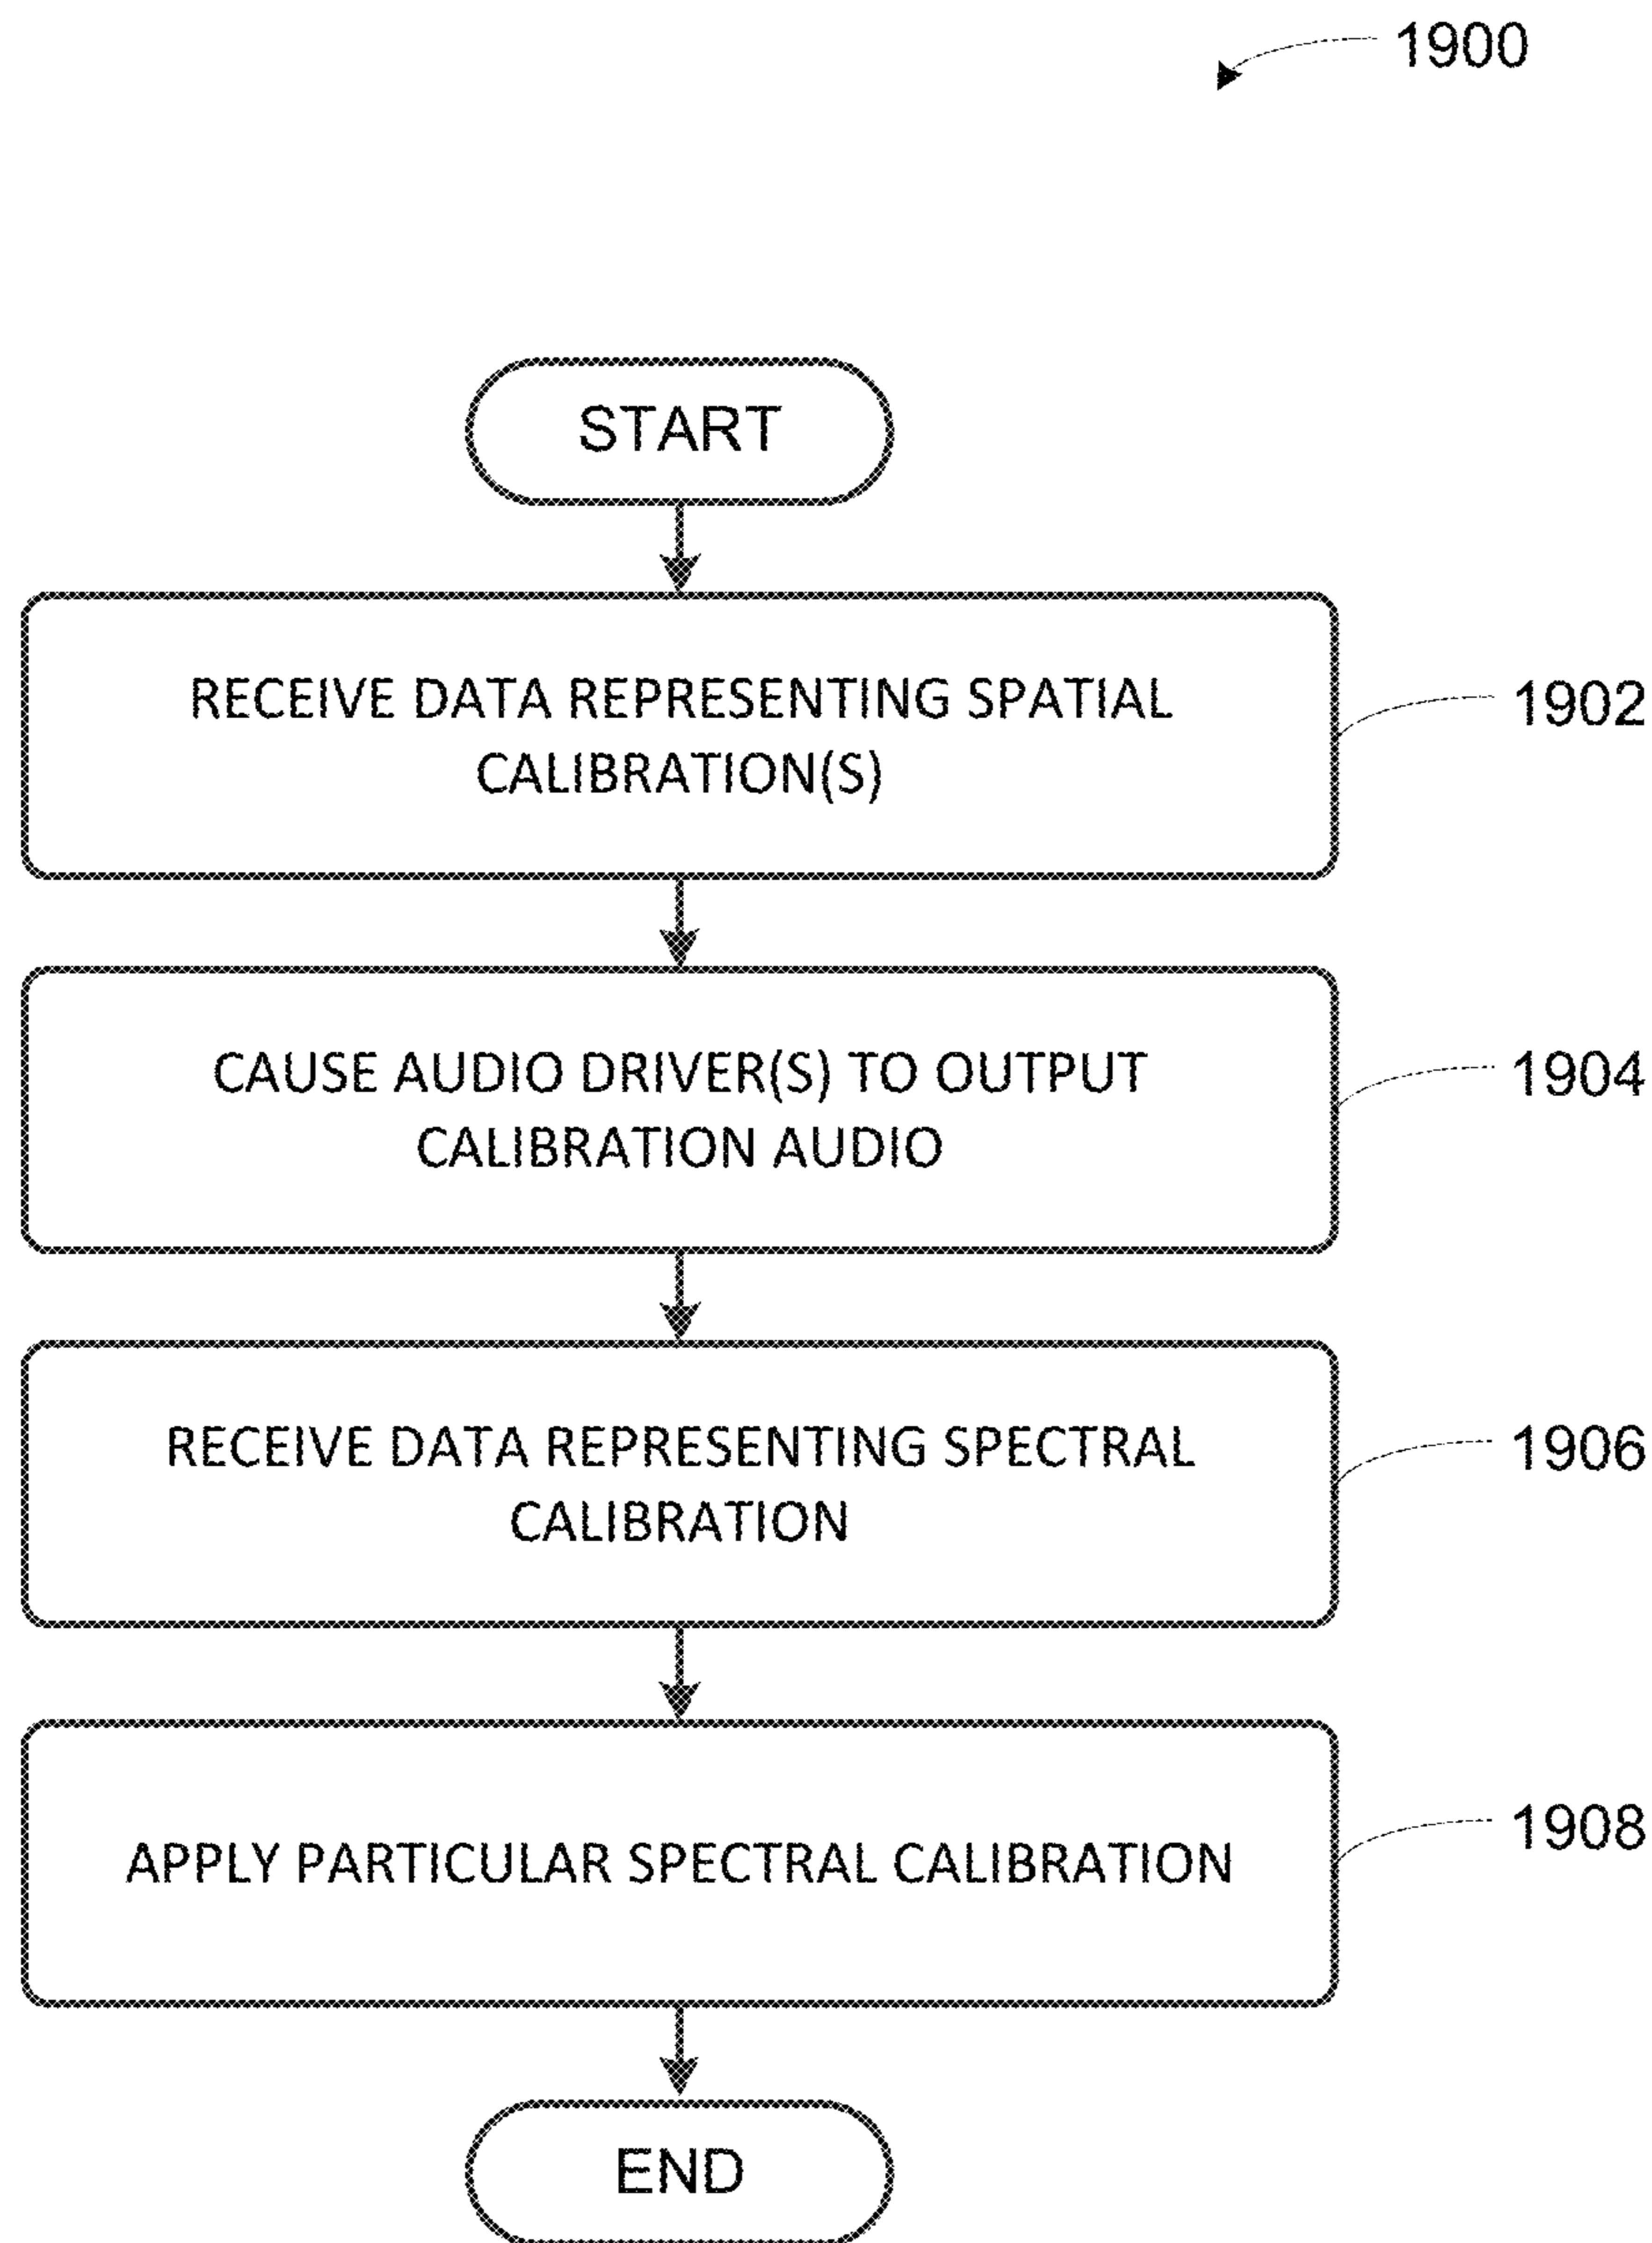 1900
START
RECEIVE DATA REPRESENTING SPATIAL
CALIBRATION(S)
1902
CAUSE AUDIO DRIVER(S) TO OUTPUT
CALIBRATION AUDIO
1904
RECEIVE DATA REPRESENTING SPECTRAL
CALIBRATION
1906
APPLY PARTICULAR SPECTRAL CALIBRATION
1908
END